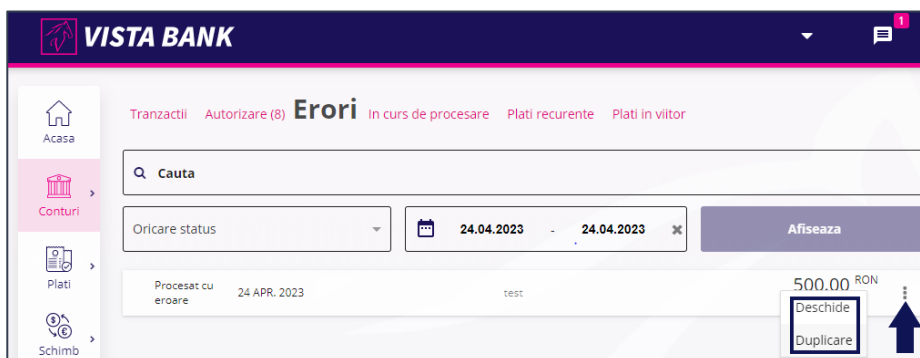 VISTA BANK
1
Tranzactii Autorizare (8) Erori In curs de procesare Plati recurente Plati in viitor
Acasa
Cauta
Conturi
Oricare status 24.04.2023 - 24.04.2023 Afiseaza
Plati
Procesat cu eroare 24 APR. 2023 test 500.00 RON
Deschide
Duplicare
Schimb